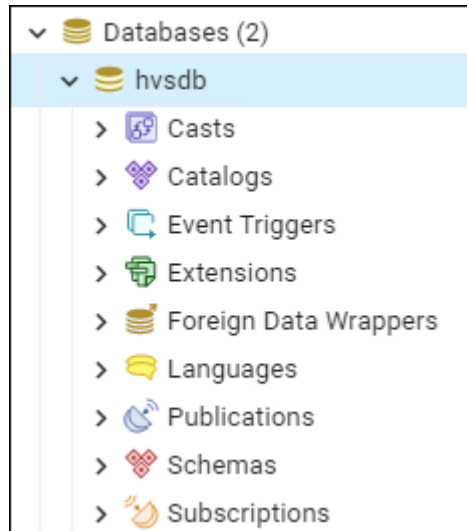 Databases (2)
hvsdb
Casts
Catalogs
Event Triggers
Extensions
Foreign Data Wrappers
Languages
Publications
Schemas
Subscriptions